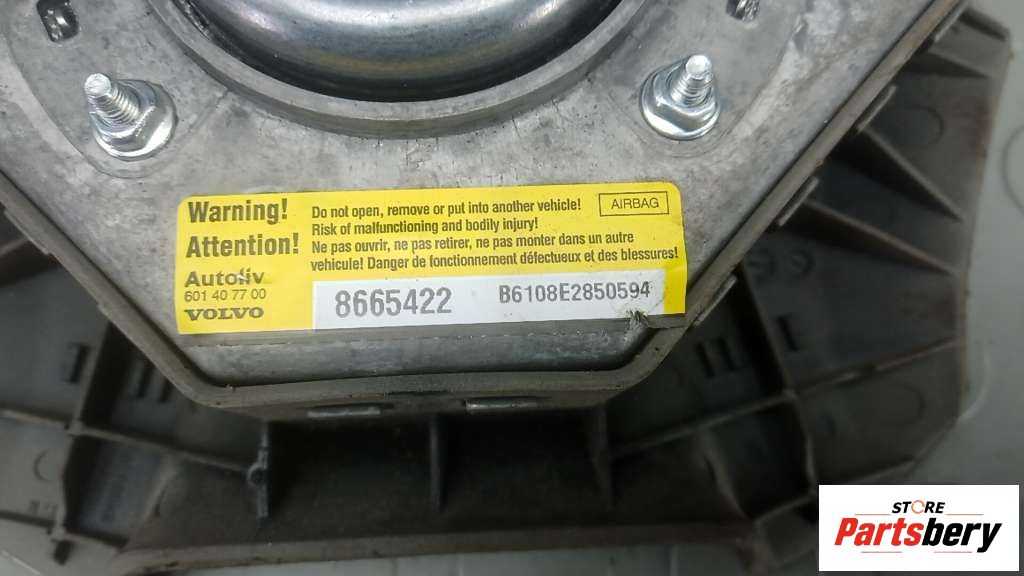 Warning!
Attention!
Do not open, remove or put into another vehicle!
Risk of malfunctioning and bodily injury!
Ne pas ouvrir, ne pas retirer, ne pas monter dans un autre
vehicule! Danger de fonctionnement défectueux et des blessures!
AIRBAG
Autoliv
601 40 77 00
VOLVO
8665422
B6108E2850594
STORE
Partsbery